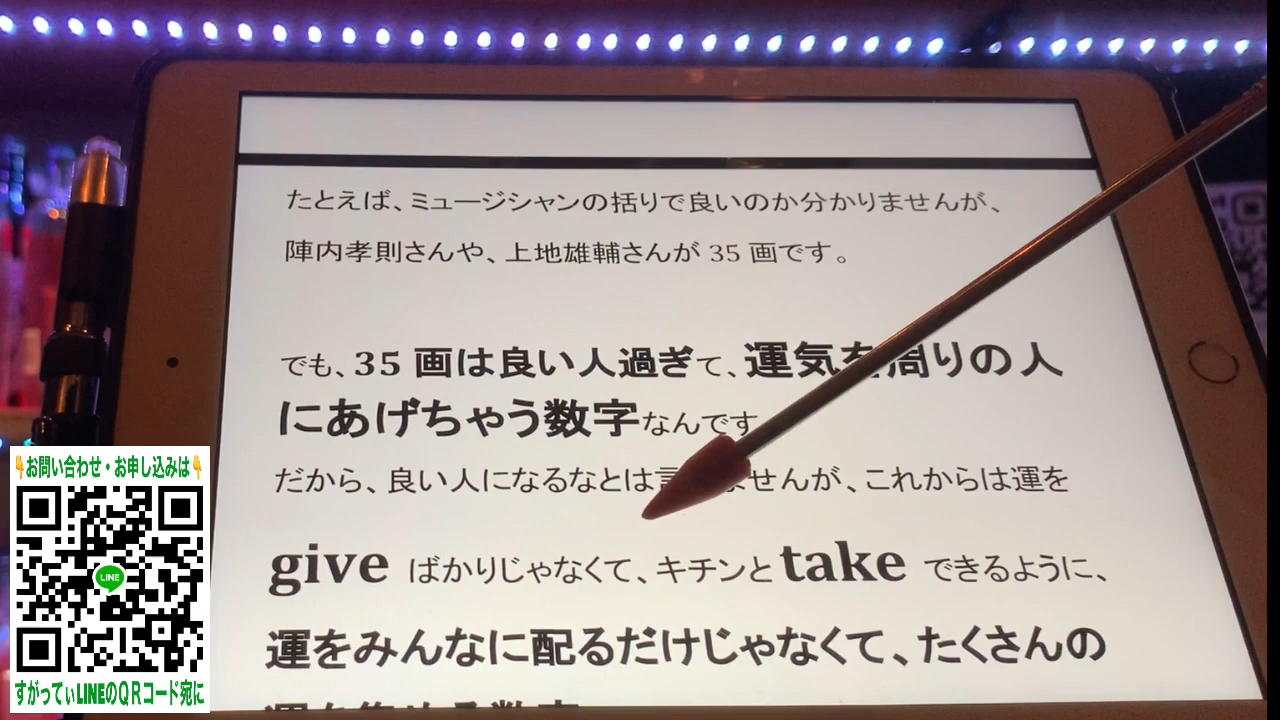 たとえば、ミュージシャンの括りで良いのか分かりませんが、
陣内孝則さんや、上地雄輔さんが 35 画です。
でも、35 画は良い人過ぎて、運気を周りの人
にあげちゃう数字なんです
だから、良い人になるなとは言ませんが、これからは運を
give ばかりじゃなくて、キチンと take できるように、
運をみんなに配るだけじゃなくて、たくさんの
👇お問い合わせ・お申し込みは👇
LINE
すがってぃLINEのQRコード宛に